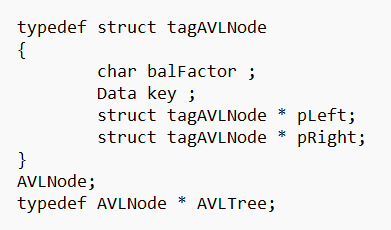 typedef struct tagAVLNode
{
        char balFactor ;
        Data key ;
        struct tagAVLNode * pLeft;
        struct tagAVLNode * pRight;
}
AVLNode;
typedef AVLNode * AVLTree;